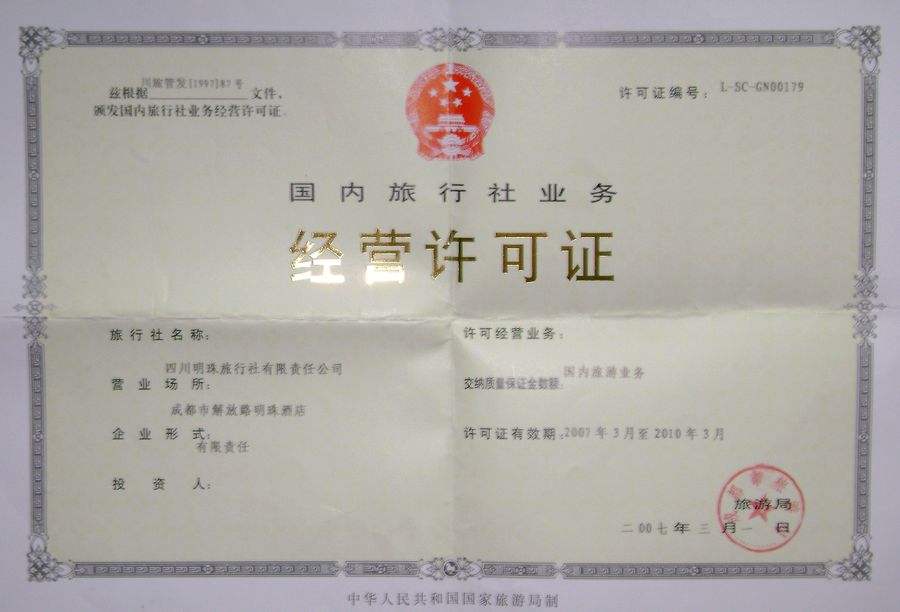 川旅管发[1997]87号
兹根据 文件，
颁发国内旅行社业务经营许可证。
许可证编号：L-SC-GN00179
国内旅行社业务
经营许可证
旅行社名称：
四川明珠旅行社有限责任公司
营业场所：
成都市解放路明珠酒店
企业形式：
有限责任
投资人：
许可经营业务：
国内旅游业务
交纳质量保证金数额：
许可证有效期：2007年3月至2010年3月
旅游局
二00七年三月一日
中华人民共和国国家旅游局制